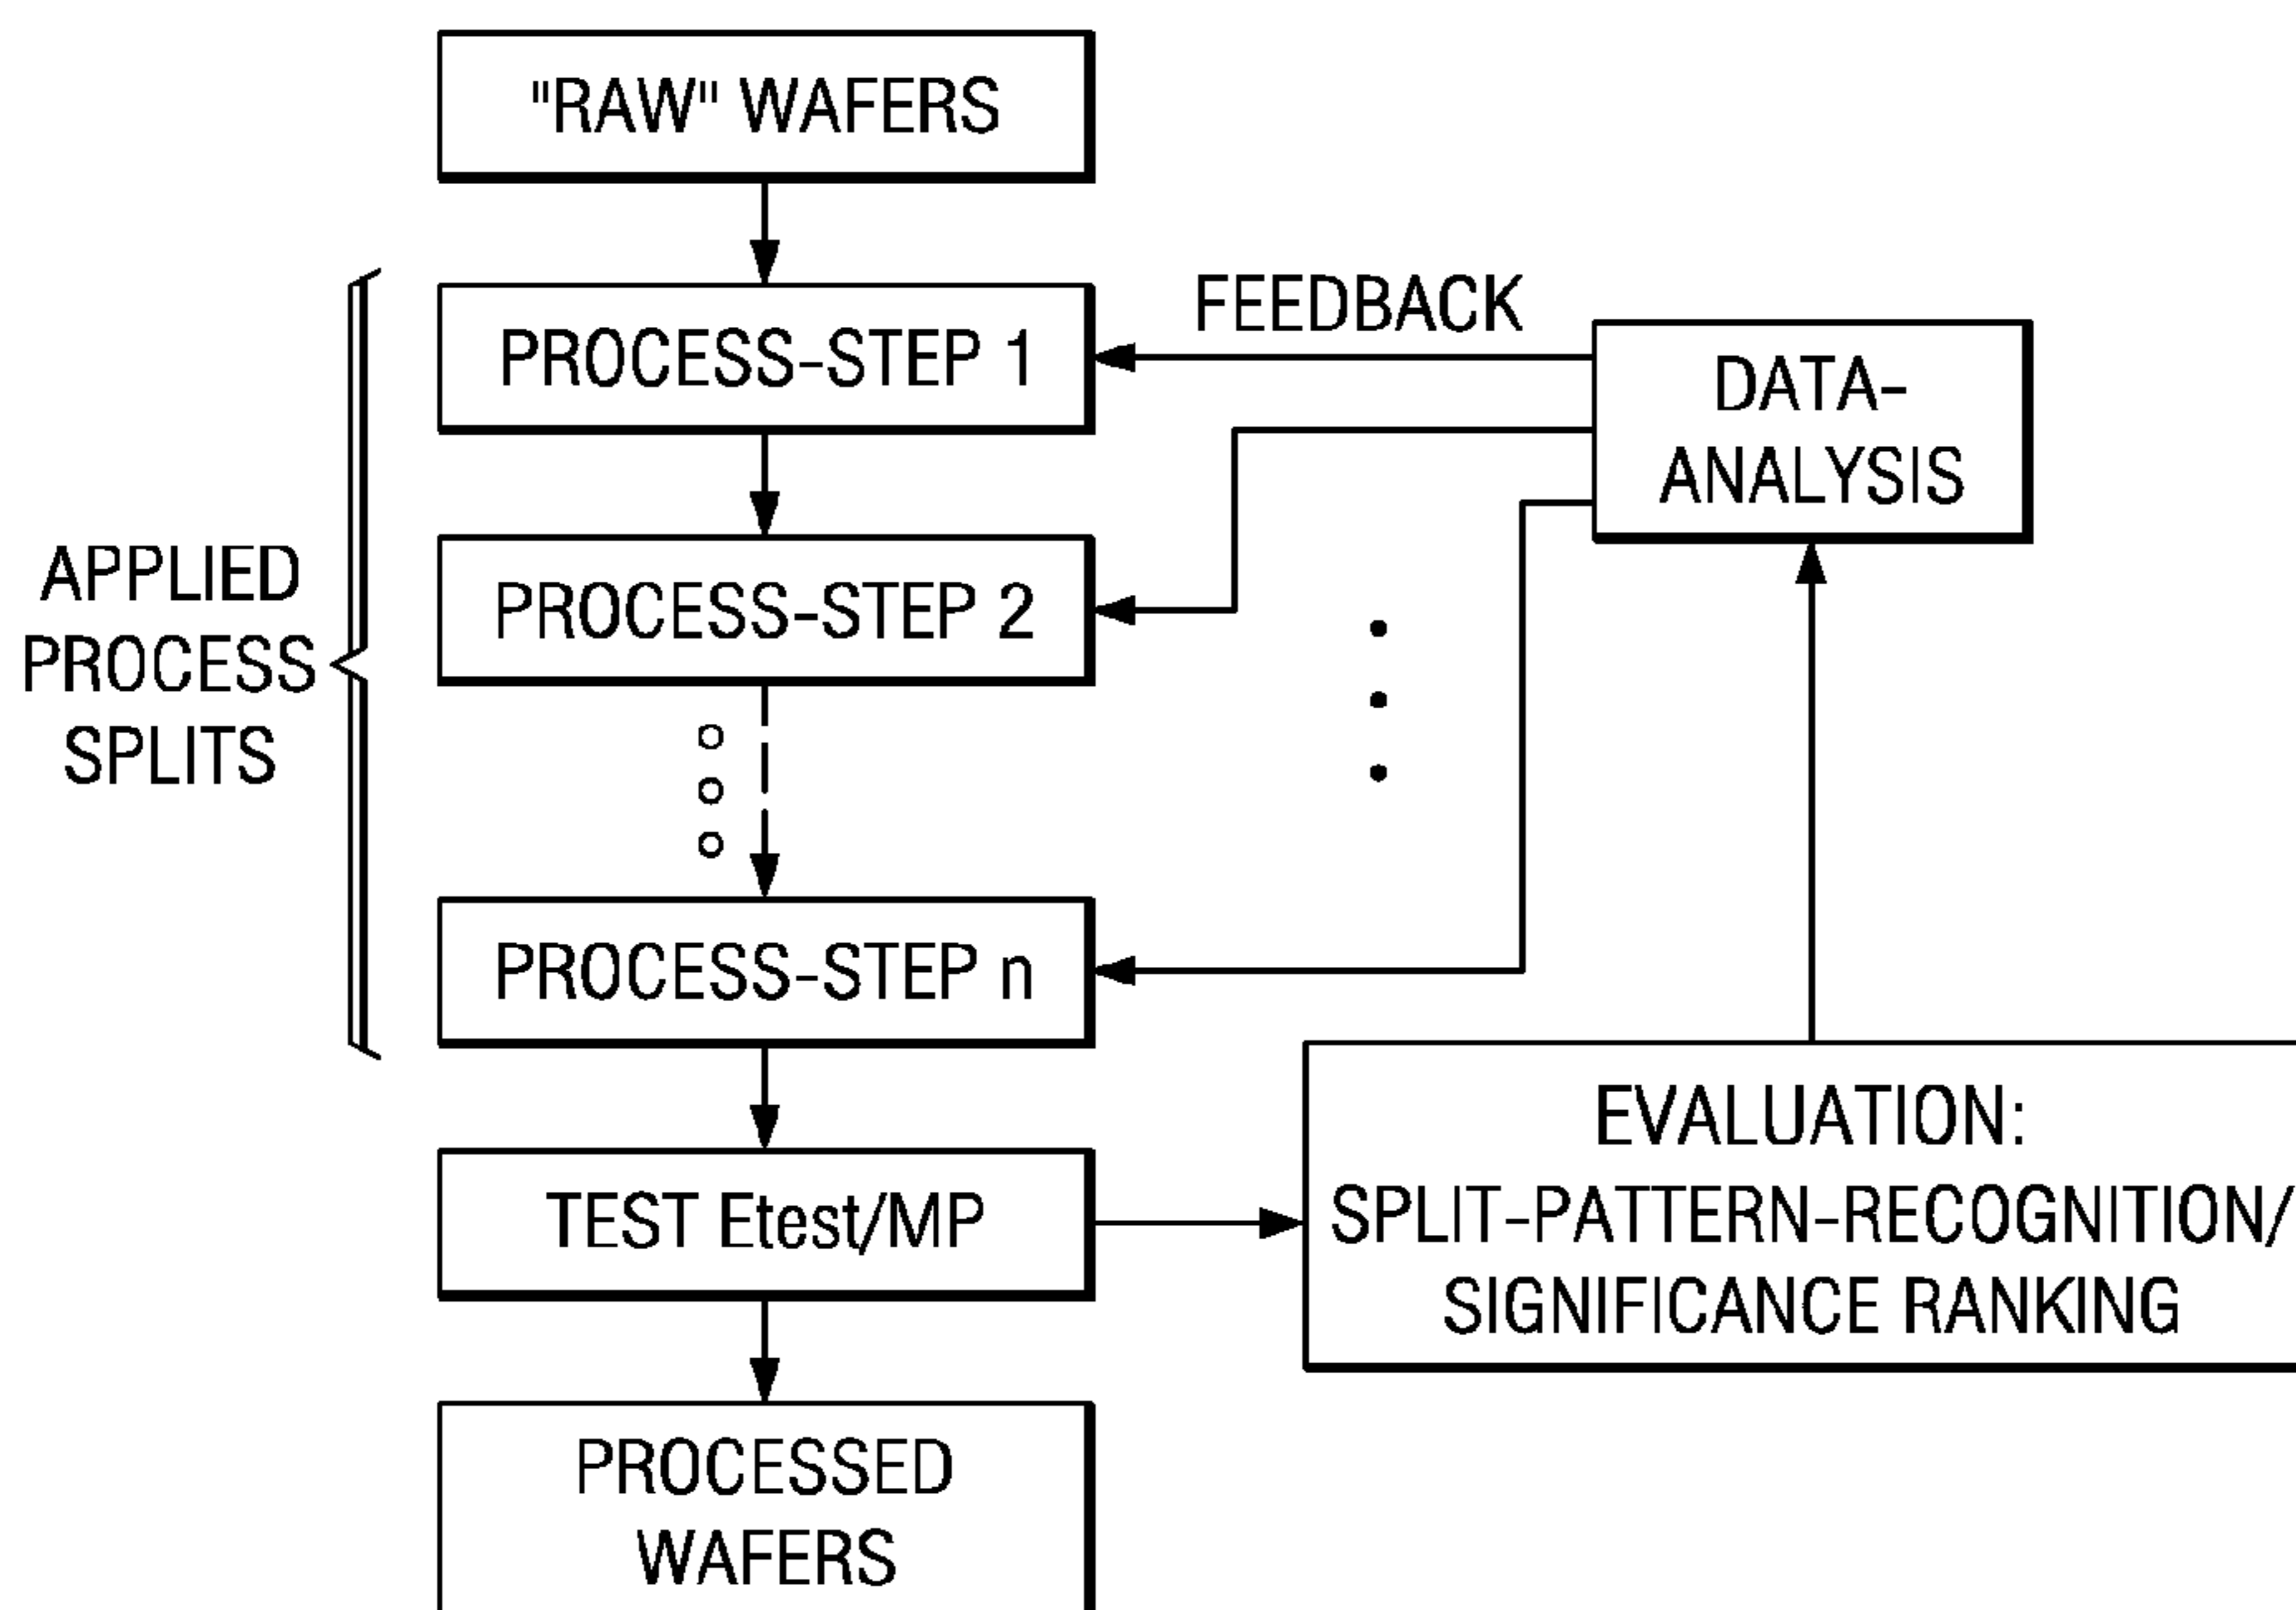 "RAW" WAFERS
PROCESS-STEP 1
FEEDBACK
DATA-
ANALYSIS
PROCESS-STEP 2
APPLIED
PROCESS
SPLITS
PROCESS-STEP n
TEST Etest/MP
EVALUATION:
SPLIT-PATTERN-RECOGNITION/
SIGNIFICANCE RANKING
PROCESSED
WAFERS